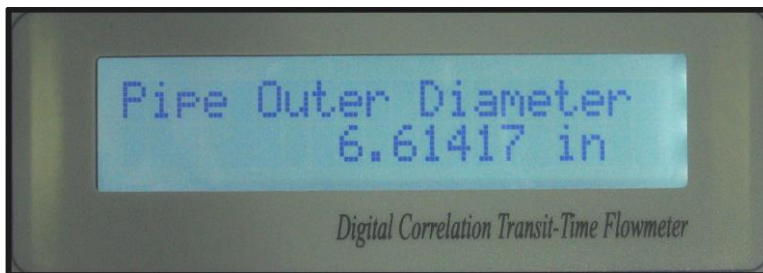 Pipe Outer Diameter
6.61417 in
Digital Correlation Transit-Time Flowmeter